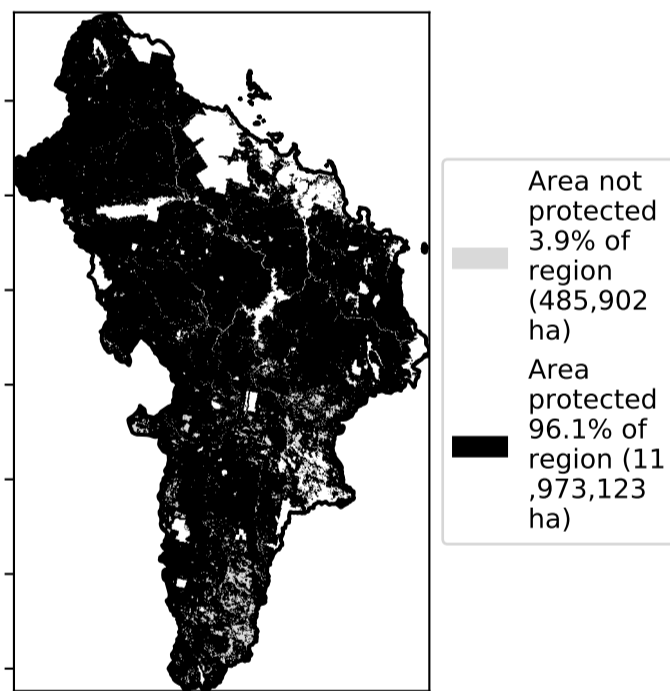 Area not
protected
3.9% of
region
(485,902
ha)
Area
protected
96.1% of
region (11
,973,123
ha)